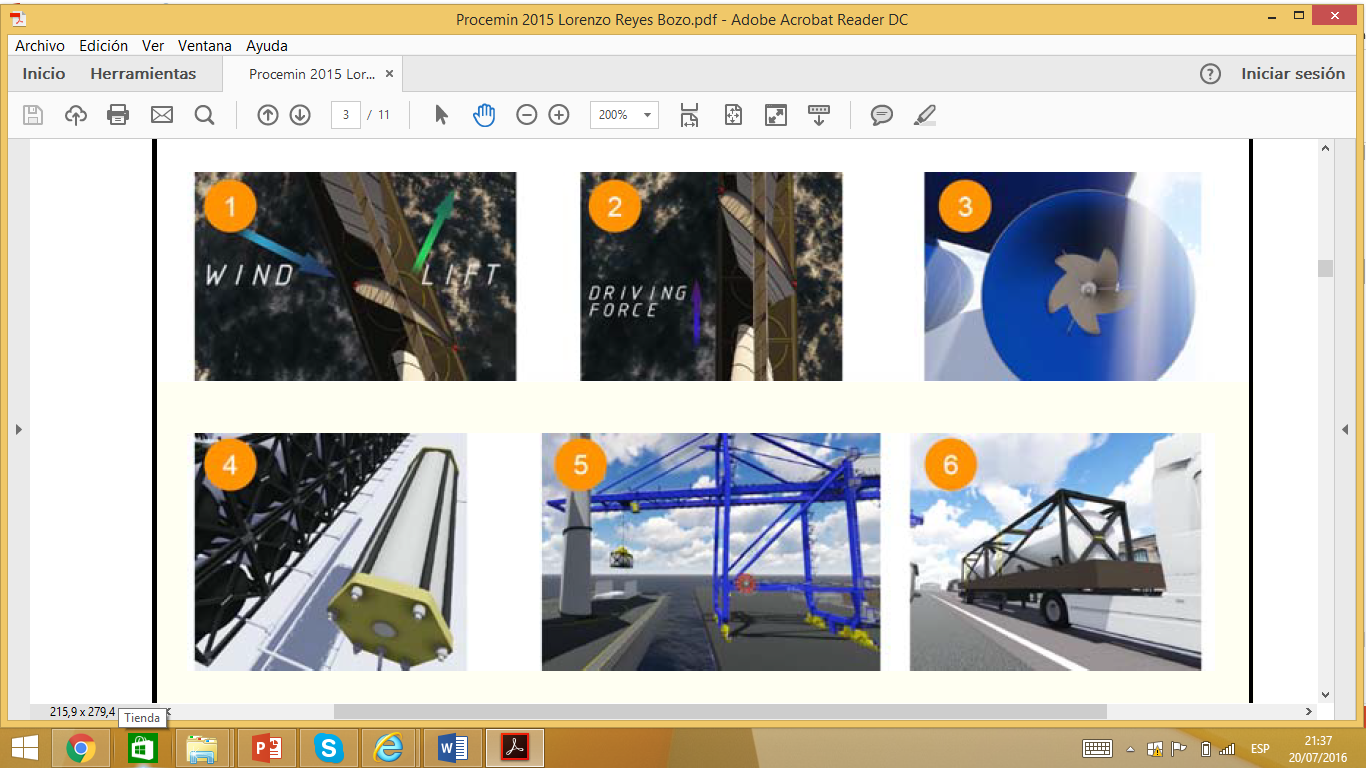 Procemin 2015 Lorenzo Reyes Bozo.pdf - Adobe Acrobat Reader DC
Archivo Edición Ver Ventana Ayuda
Inicio Herramientas Procemin 2015 Lor... × Iniciar sesión
3 / 11 200%
1
WIND
LIFT
2
DRIVING
FORCE
3
4
5
6
215,9 x 279,4
Tienda
ESP
21:37
20/07/2016